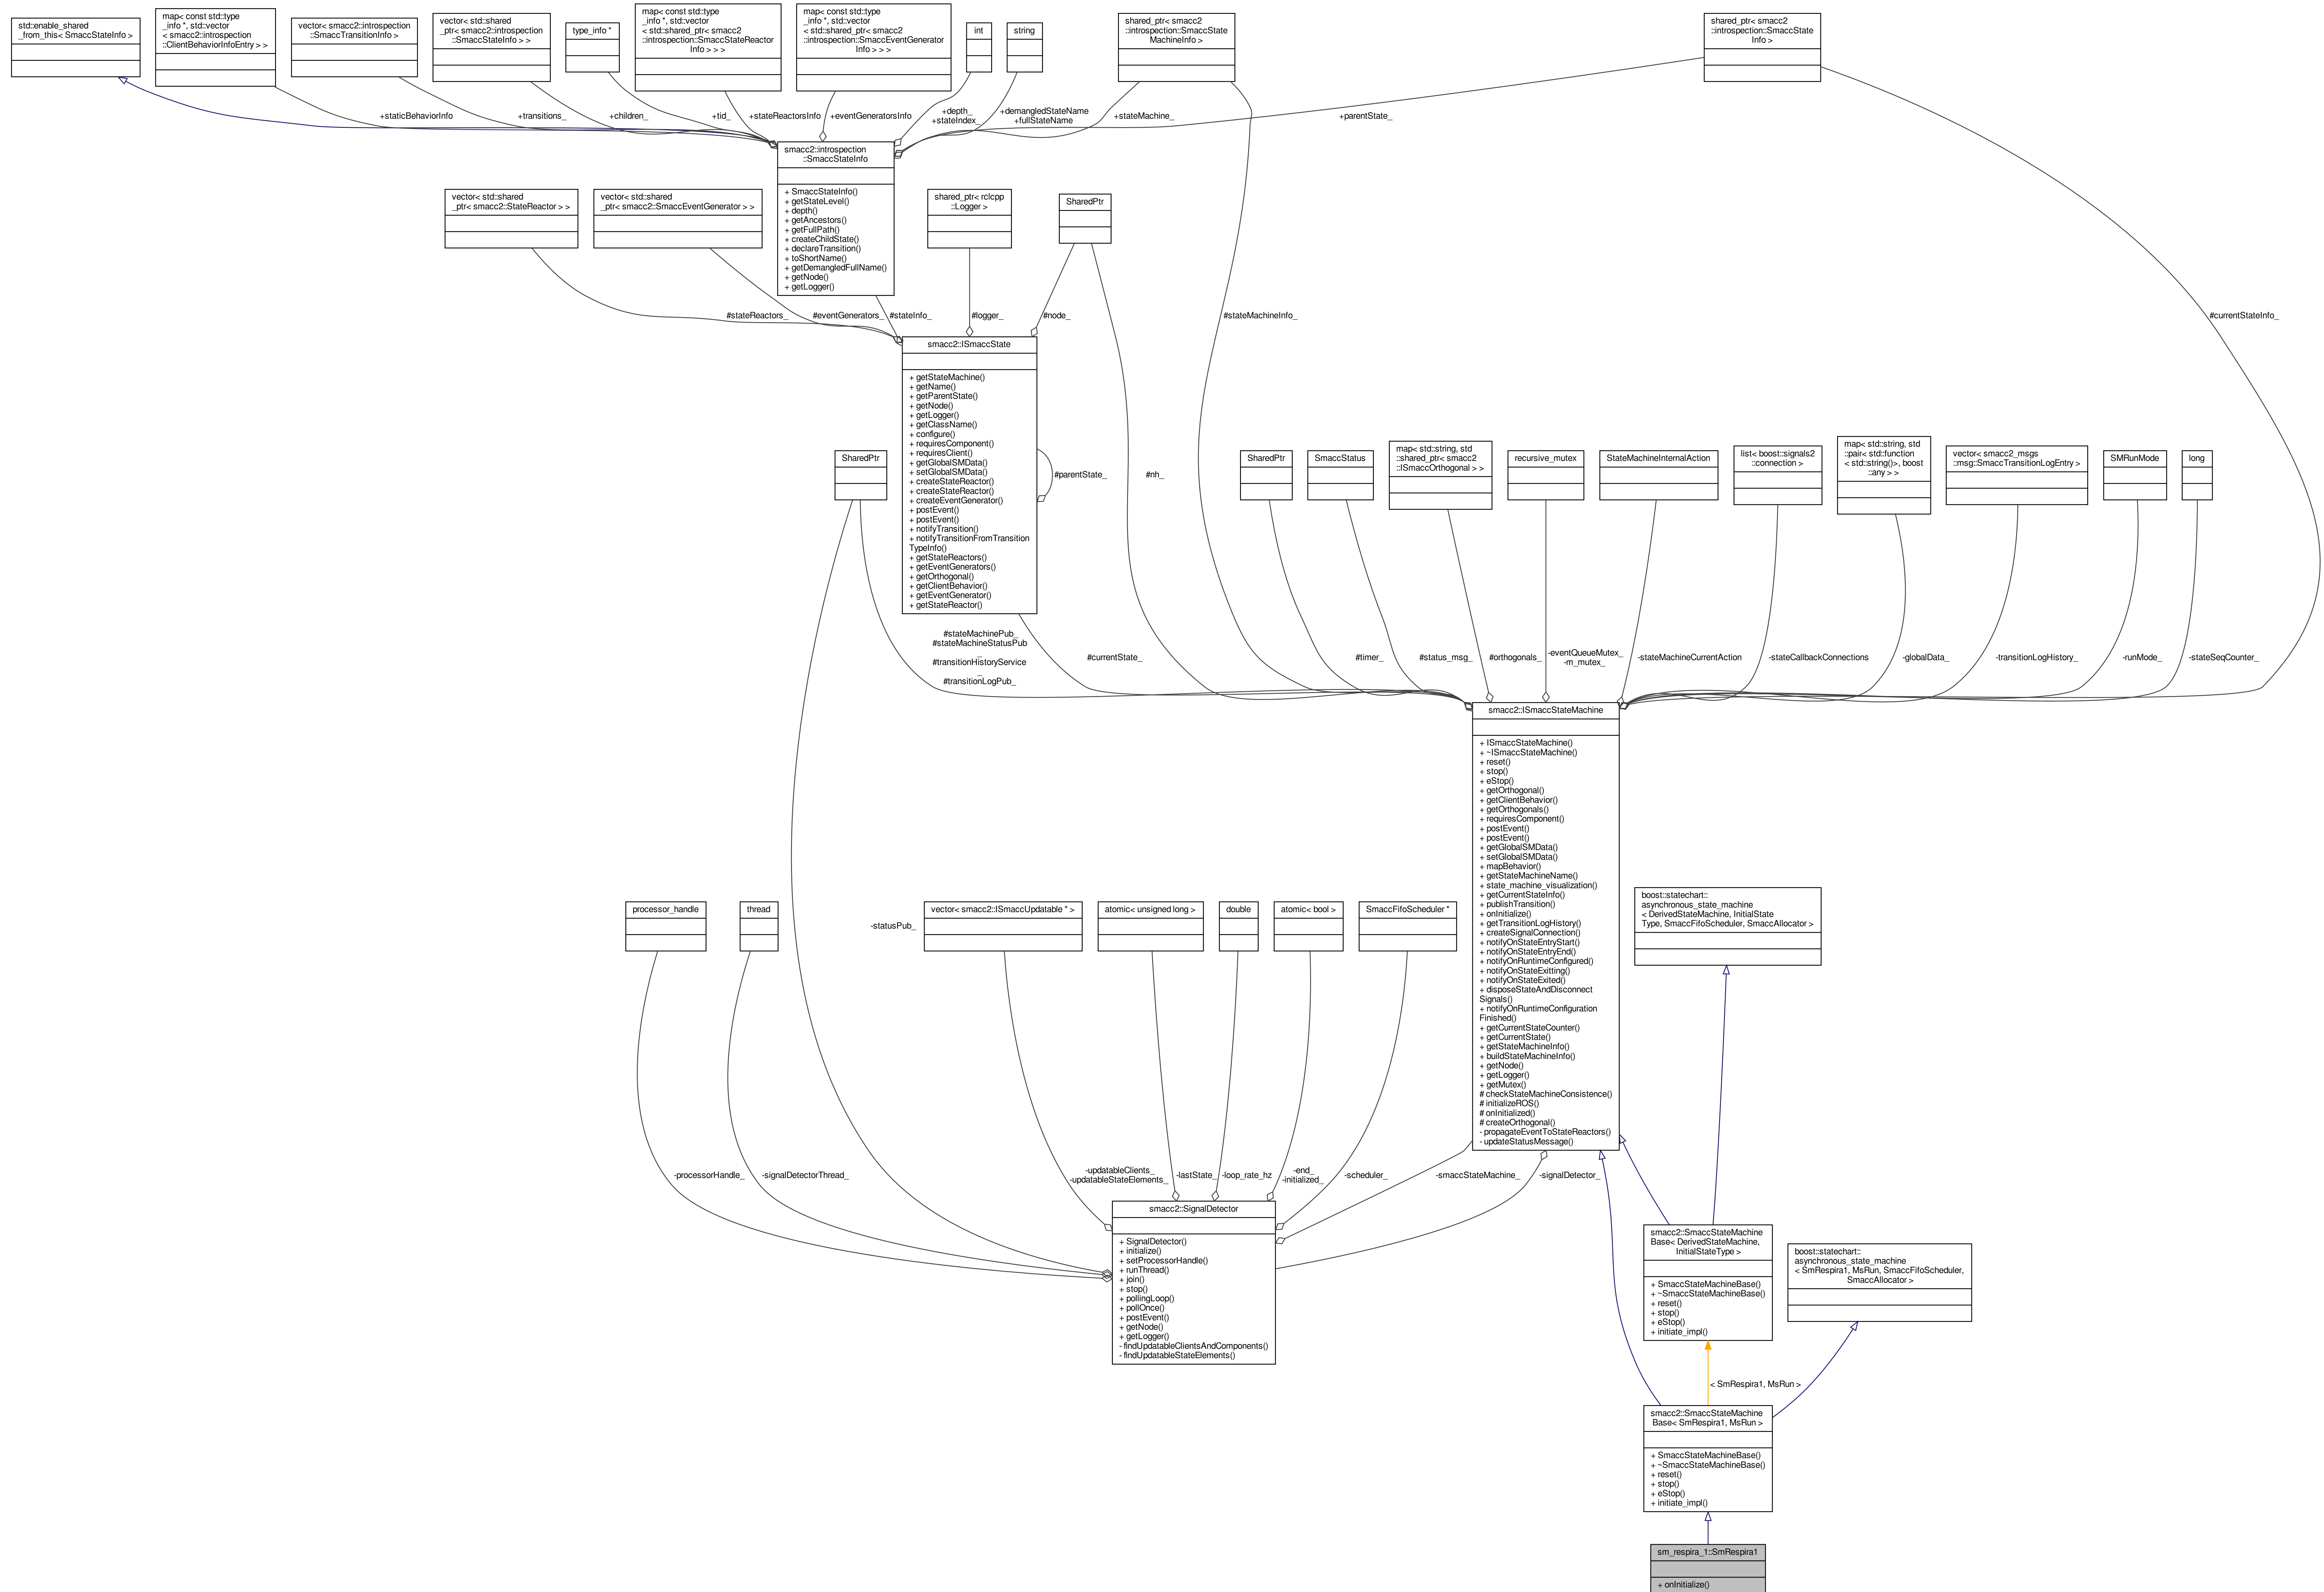 std::enable_shared
_from_this< SmaccStateInfo >
map< const std::type
_info *, std::vector
< smacc2::introspection
::ClientBehaviorInfoEntry > >
vector< smacc2::introspection
::SmaccTransitionInfo >
vector< std::shared
_ptr< smacc2::introspection
::SmaccStateInfo > >
type_info *
map< const std::type
_info *, std::vector
< std::shared_ptr< smacc2
::introspection::SmaccStateReactor
Info > > >
map< const std::type
_info *, std::vector
< std::shared_ptr< smacc2
::introspection::SmaccEventGenerator
Info > > >
int
string
shared_ptr< smacc2
::introspection::SmaccState
MachineInfo >
shared_ptr< smacc2
::introspection::SmaccState
Info >
+staticBehaviorInfo
+transitions_
+children_
+tid_
+stateReactorsInfo
+eventGeneratorsInfo
+depth_
+stateIndex_
+demangledStateName
+fullStateName
+stateMachine_
+parentState_
smacc2::introspection
::SmaccStateInfo
+ SmaccStateInfo()
+ getStateLevel()
+ depth()
+ getAncestors()
+ getFullPath()
+ createChildState()
+ declareTransition()
+ toShortName()
+ getDemangledFullName()
+ getNode()
+ getLogger()
vector< std::shared
_ptr< smacc2::StateReactor > >
vector< std::shared
_ptr< smacc2::SmaccEventGenerator > >
shared_ptr< rclcpp
::Logger >
SharedPtr
#stateReactors_
#eventGenerators_
#stateInfo_
#logger_
#node_
#stateMachineInfo_
#currentStateInfo_
smacc2::ISmaccState
+ getStateMachine()
+ getName()
+ getParentState()
+ getNode()
+ getLogger()
+ getClassName()
+ configure()
+ requiresComponent()
+ requiresClient()
+ getGlobalSMData()
+ setGlobalSMData()
+ createStateReactor()
+ createStateReactor()
+ createEventGenerator()
+ postEvent()
+ postEvent()
+ notifyTransition()
+ notifyTransitionFromTransition
TypeInfo()
+ getStateReactors()
+ getEventGenerators()
+ getOrthogonal()
+ getClientBehavior()
+ getEventGenerator()
+ getStateReactor()
#parentState_
#nh_
SharedPtr
SharedPtr
SmaccStatus
map< std::string, std
::shared_ptr< smacc2
::ISmaccOrthogonal > >
recursive_mutex
StateMachineInternalAction
list< boost::signals2
::connection >
map< std::string, std
::pair< std::function
< std::string()>, boost
::any > >
vector< smacc2_msgs
::msg::SmaccTransitionLogEntry >
SMRunMode
long
#stateMachinePub_
#stateMachineStatusPub
_
#transitionHistoryService
_
#transitionLogPub_
#currentState_
#timer_
#status_msg_
#orthogonals_
-eventQueueMutex_
-m_mutex_
-stateMachineCurrentAction
-stateCallbackConnections
-globalData_
-transitionLogHistory_
-runMode_
-stateSeqCounter_
smacc2::ISmaccStateMachine
+ ISmaccStateMachine()
+ ~ISmaccStateMachine()
+ reset()
+ stop()
+ eStop()
+ getOrthogonal()
+ getClientBehavior()
+ getOrthogonals()
+ requiresComponent()
+ postEvent()
+ postEvent()
+ getGlobalSMData()
+ setGlobalSMData()
+ mapBehavior()
+ getStateMachineName()
+ state_machine_visualization()
+ getCurrentStateInfo()
+ publishTransition()
+ onInitialize()
+ getTransitionLogHistory()
+ createSignalConnection()
+ notifyOnStateEntryStart()
+ notifyOnStateEntryEnd()
+ notifyOnRuntimeConfigured()
+ notifyOnStateExitting()
+ notifyOnStateExited()
+ disposeStateAndDisconnect
Signals()
+ notifyOnRuntimeConfiguration
Finished()
+ getCurrentStateCounter()
+ getCurrentState()
+ getStateMachineInfo()
+ buildStateMachineInfo()
+ getNode()
+ getLogger()
+ getMutex()
# checkStateMachineConsistence()
# initializeROS()
# onInitialized()
# createOrthogonal()
- propagateEventToStateReactors()
- updateStatusMessage()
processor_handle
thread
-statusPub_
vector< smacc2::ISmaccUpdatable * >
atomic< unsigned long >
double
atomic< bool >
SmaccFifoScheduler *
boost::statechart::
asynchronous_state_machine
< DerivedStateMachine, InitialState
Type, SmaccFifoScheduler, SmaccAllocator >
-processorHandle_
-signalDetectorThread_
-updatableClients_
-updatableStateElements_
-lastState_
-loop_rate_hz
-end_
-initialized_
-scheduler_
-smaccStateMachine_
-signalDetector_
smacc2::SignalDetector
+ SignalDetector()
+ initialize()
+ setProcessorHandle()
+ runThread()
+ join()
+ stop()
+ pollingLoop()
+ pollOnce()
+ postEvent()
+ getNode()
+ getLogger()
- findUpdatableClientsAndComponents()
- findUpdatableStateElements()
smacc2::SmaccStateMachine
Base< DerivedStateMachine,
InitialStateType >
+ SmaccStateMachineBase()
+ ~SmaccStateMachineBase()
+ reset()
+ stop()
+ eStop()
+ initiate_impl()
boost::statechart::
asynchronous_state_machine
< SmRespira1, MsRun, SmaccFifoScheduler,
SmaccAllocator >
< SmRespira1, MsRun >
smacc2::SmaccStateMachine
Base< SmRespira1, MsRun >
+ SmaccStateMachineBase()
+ ~SmaccStateMachineBase()
+ reset()
+ stop()
+ eStop()
+ initiate_impl()
sm_respira_1::SmRespira1
+ onInitialize()